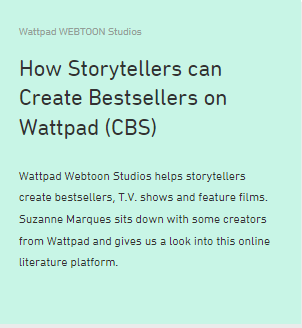 Wattpad WEBTOON Studios
How Storytellers can
Create Bestsellers on
Wattpad (CBS)
Wattpad Webtoon Studios helps storytellers
create bestsellers, T.V. shows and feature films.
Suzanne Marques sits down with some creators
from Wattpad and gives us a look into this online
literature platform.